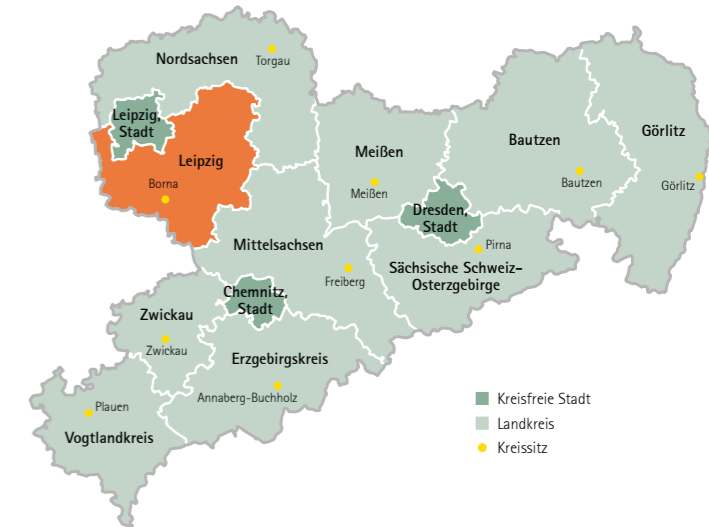 Nordsachsen
Torgau
Leipzig,
Stadt
Leipzig
Borna
Meißen
Meißen
Bautzen
Bautzen
Görlitz
Görlitz
Dresden,
Stadt
Pirna
Sächsische Schweiz-
Osterzgebirge
Mittelsachsen
Freiberg
Chemnitz,
Stadt
Zwickau
Zwickau
Erzgebirgskreis
Annaberg-Buchholz
Plauen
Vogtlandkreis
Kreisfreie Stadt
Landkreis
Kreissitz